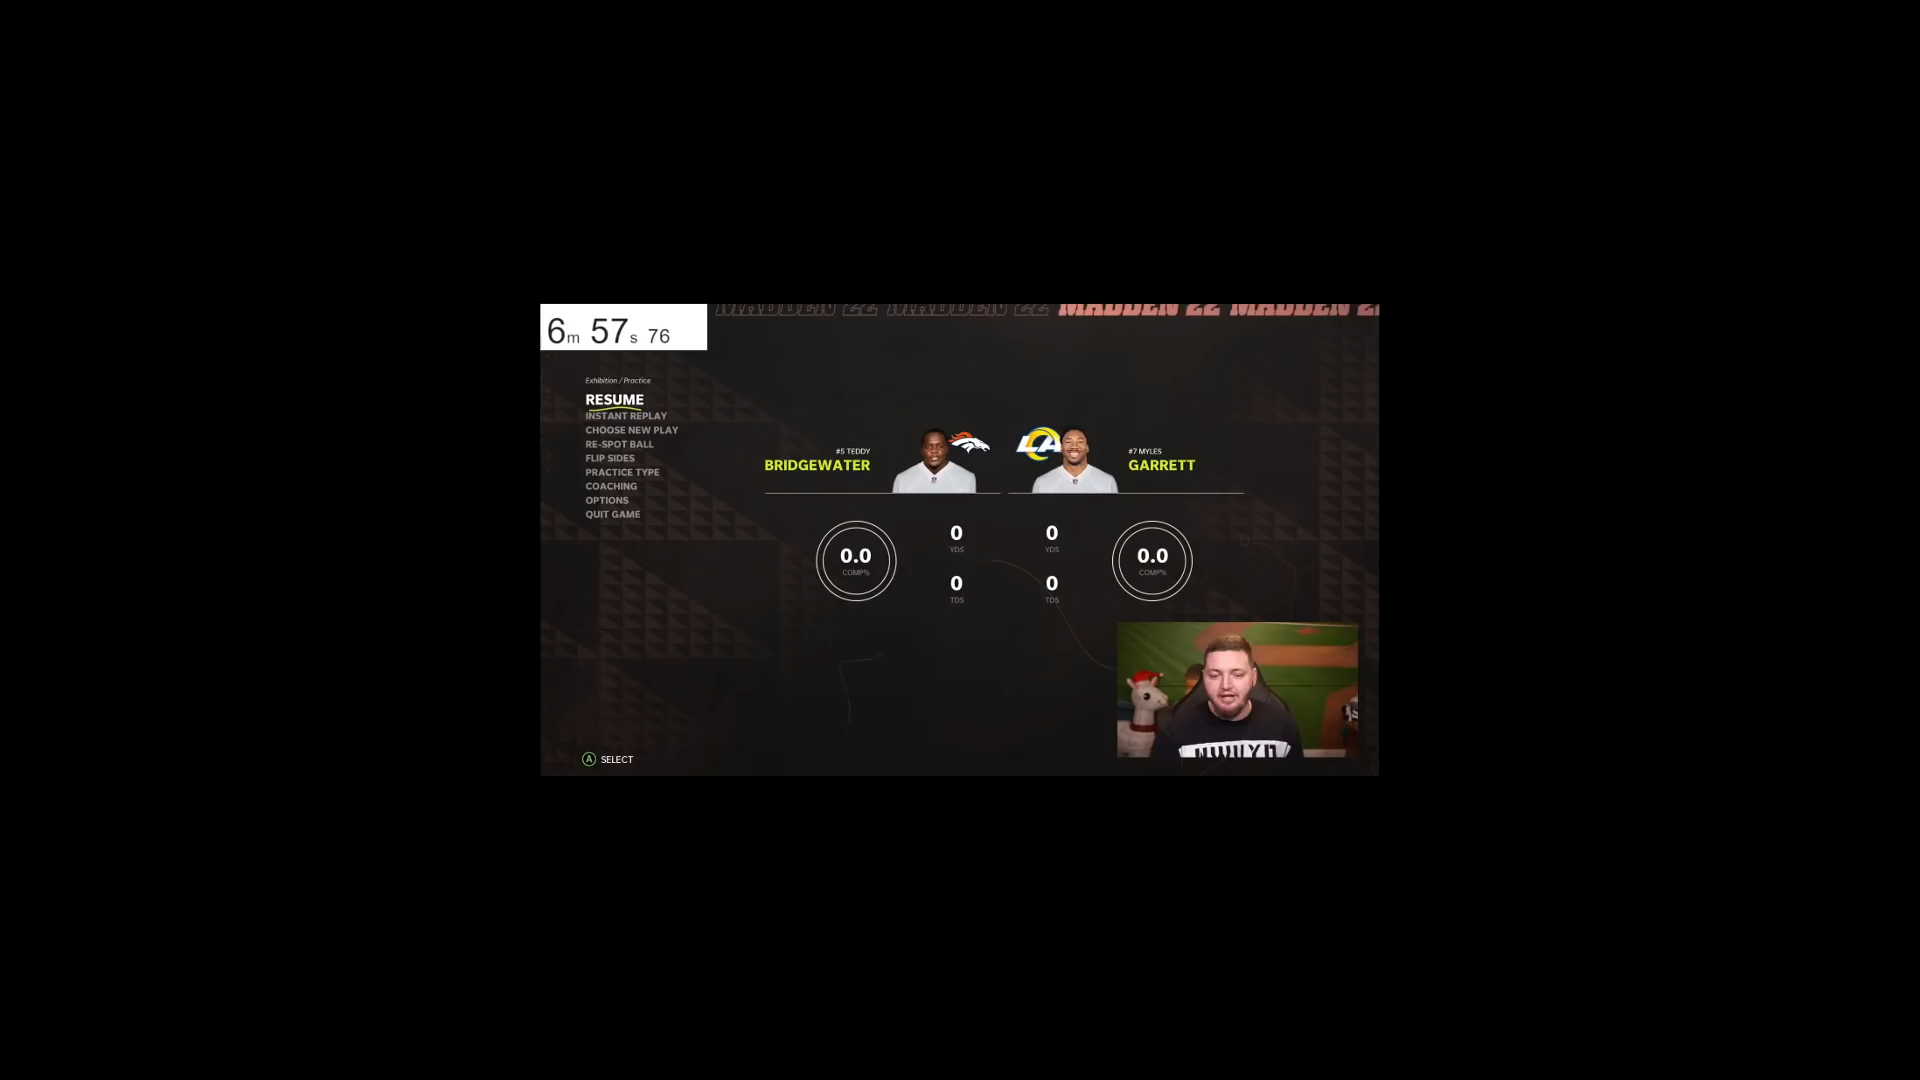 6m 57s 76
MADDEN 22 MADDEN 22 MADDEN 22 MADDEN 2
Exhibition / Practice
RESUME
INSTANT REPLAY
CHOOSE NEW PLAY
RE-SPOT BALL
FLIP SIDES
PRACTICE TYPE
COACHING
OPTIONS
QUIT GAME
#5 TEDDY
BRIDGEWATER
LA
#7 MYLES
GARRETT
0.0
COMP%
0
YDS
0
TDS
0
YDS
0
TDS
0.0
COMP%
A SELECT